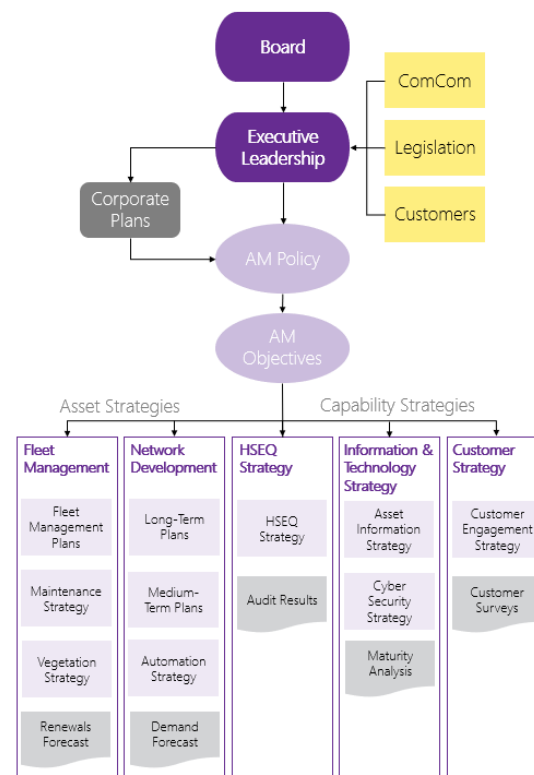 Board
ComCom
Executive
Leadership
Legislation
Corporate
Plans
Customers
AM Policy
AM
Objectives
Asset Strategies
Capability Strategies
Fleet
Management
Fleet
Management
Plans
Maintenance
Strategy
Vegetation
Strategy
Renewals
Forecast
Network
Development
Long-Term
Plans
Medium-
Term Plans
Automation
Strategy
Demand
Forecast
HSEQ
Strategy
HSEQ
Strategy
Audit Results
Information &
Technology
Strategy
Asset
Information
Strategy
Cyber
Security
Strategy
Maturity
Analysis
Customer
Strategy
Customer
Engagement
Strategy
Customer
Surveys